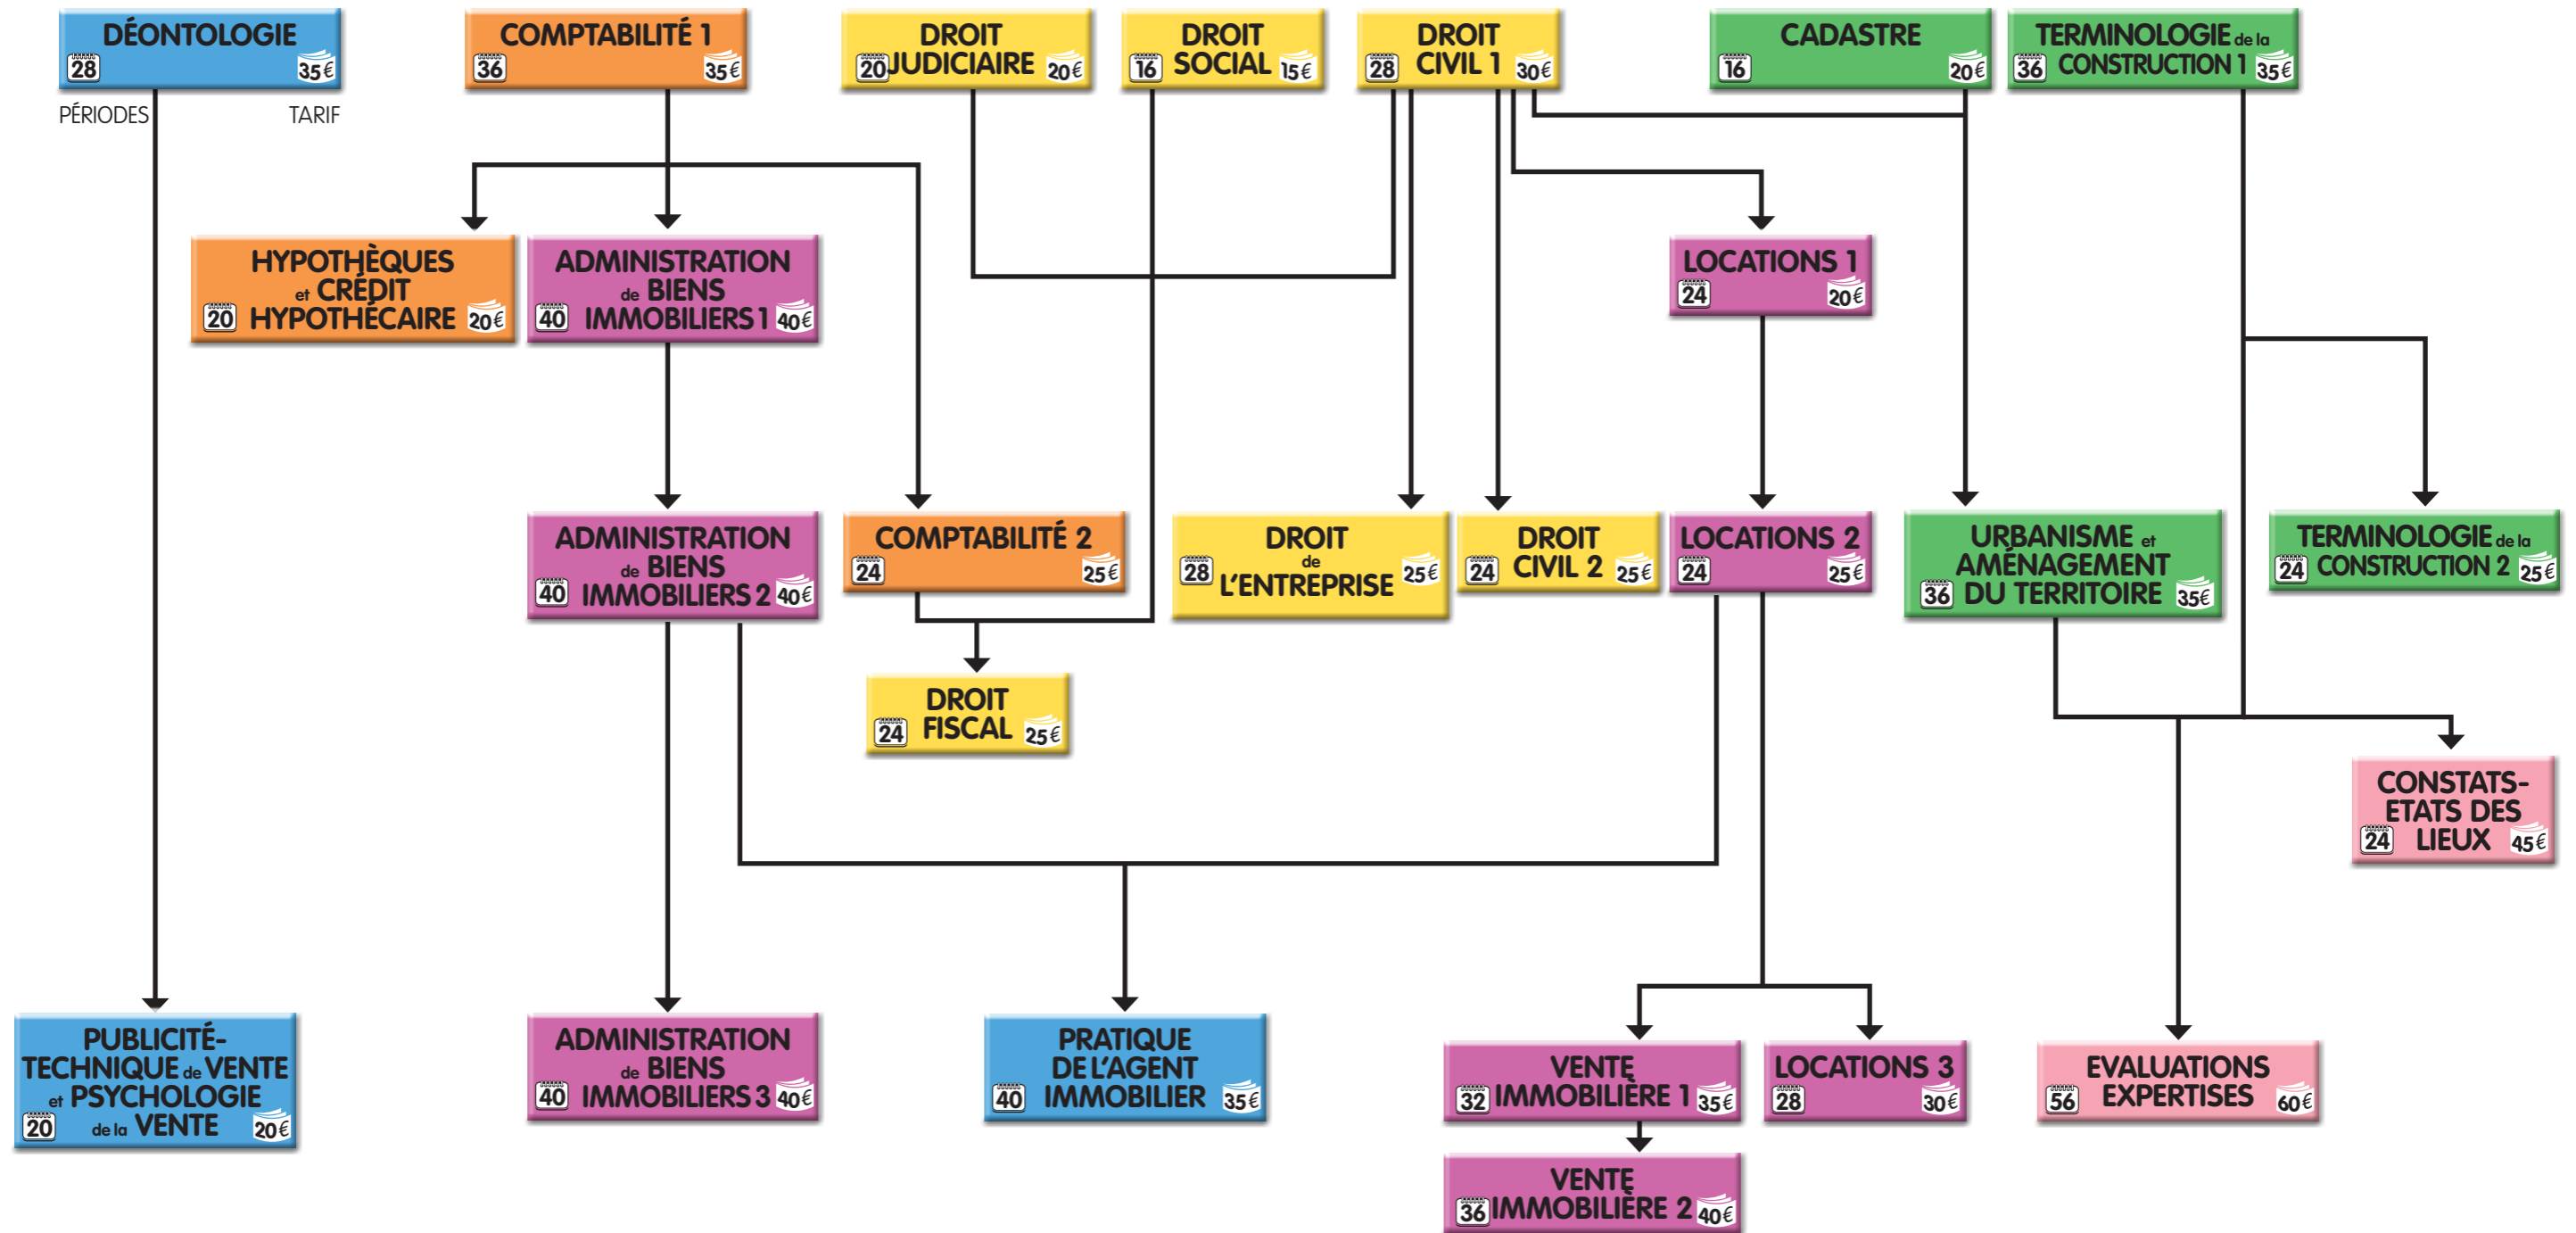 DÉONTOLOGIE
28 35€
PÉRIODES TARIF
COMPTABILITÉ 1
36 35€
DROIT
20 JUDICIAIRE 20€
DROIT
16 SOCIAL 15€
DROIT
28 CIVIL 1 30€
CADASTRE
16 20€
TERMINOLOGIE de la
36 CONSTRUCTION 1 35€
HYPOTHÈQUES
et CRÉDIT
20 HYPOTHÉCAIRE 20€
ADMINISTRATION
de BIENS
40 IMMOBILIERS 1 40€
LOCATIONS 1
24 20€
ADMINISTRATION
de BIENS
40 IMMOBILIERS 2 40€
COMPTABILITÉ 2
24 25€
DROIT
de
28 L'ENTREPRISE 25€
DROIT
24 CIVIL 2 25€
LOCATIONS 2
24 25€
URBANISME et
AMÉNAGEMENT
36 DU TERRITOIRE 35€
TERMINOLOGIE de la
24 CONSTRUCTION 2 25€
DROIT
24 FISCAL 25€
CONSTATS-
ETATS DES
24 LIEUX 45€
PUBLICITÉ-
TECHNIQUE de VENTE
et PSYCHOLOGIE
20 de la VENTE 20€
ADMINISTRATION
de BIENS
40 IMMOBILIERS 3 40€
PRATIQUE
DE L'AGENT
40 IMMOBILIER 35€
VENTE
32 IMMOBILIÈRE 1 35€
LOCATIONS 3
28 30€
EVALUATIONS
56 EXPERTISES 60€
VENTE
36 IMMOBILIÈRE 2 40€